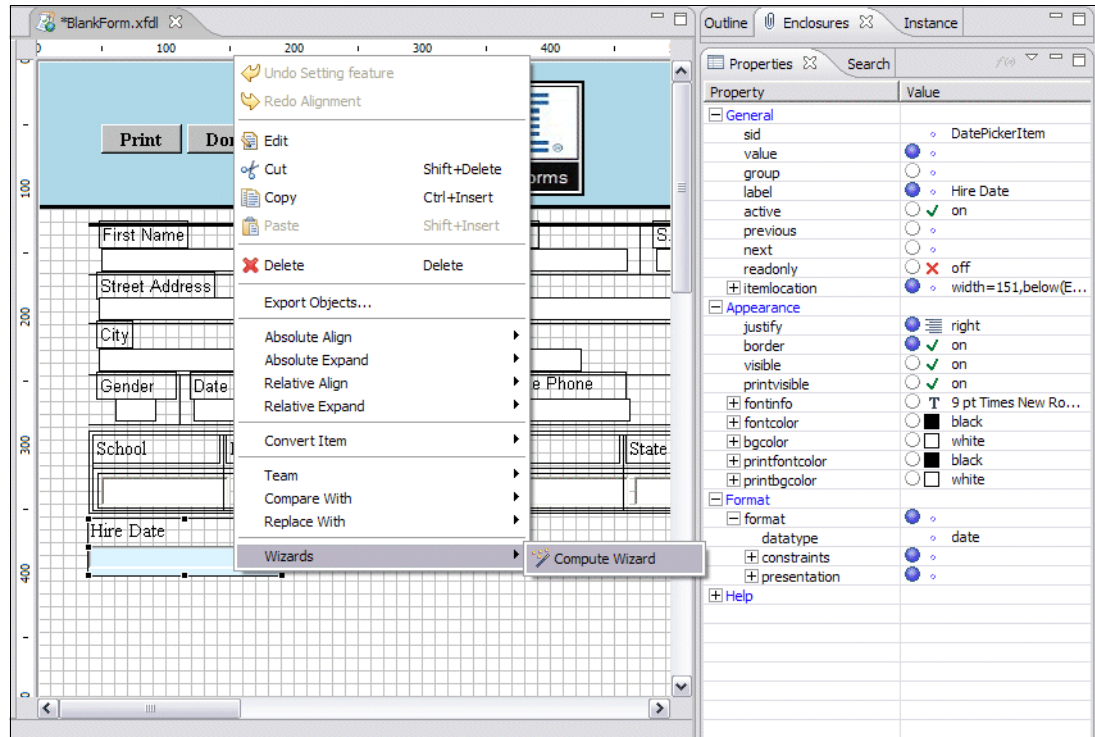 *BlankForm.xfdl
0 100 200 300 400
Print
Undo Setting feature
Redo Alignment
Edit
Cut Shift+Delete
Copy Ctrl+Insert
Paste Shift+Insert
Delete Delete
Export Objects...
Absolute Align
Absolute Expand
Relative Align
Relative Expand
Convert Item
Team
Compare With
Replace With
Wizards
Compute Wizard
100
200
300
400
First Name
Street Address
City
Gender Date
e Phone
School
State
Hire Date
Outline Enclosures Instance
Properties Search
Property Value
General
sid DatePickerItem
value
group
label Hire Date
active on
previous
next
readonly off
itemlocation width=151,below(E...
Appearance
justify right
border on
visible on
printvisible on
fontinfo T 9 pt Times New Ro...
fontcolor black
bgcolor white
printfontcolor black
printbgcolor white
Format
format
datatype date
constraints
presentation
Help